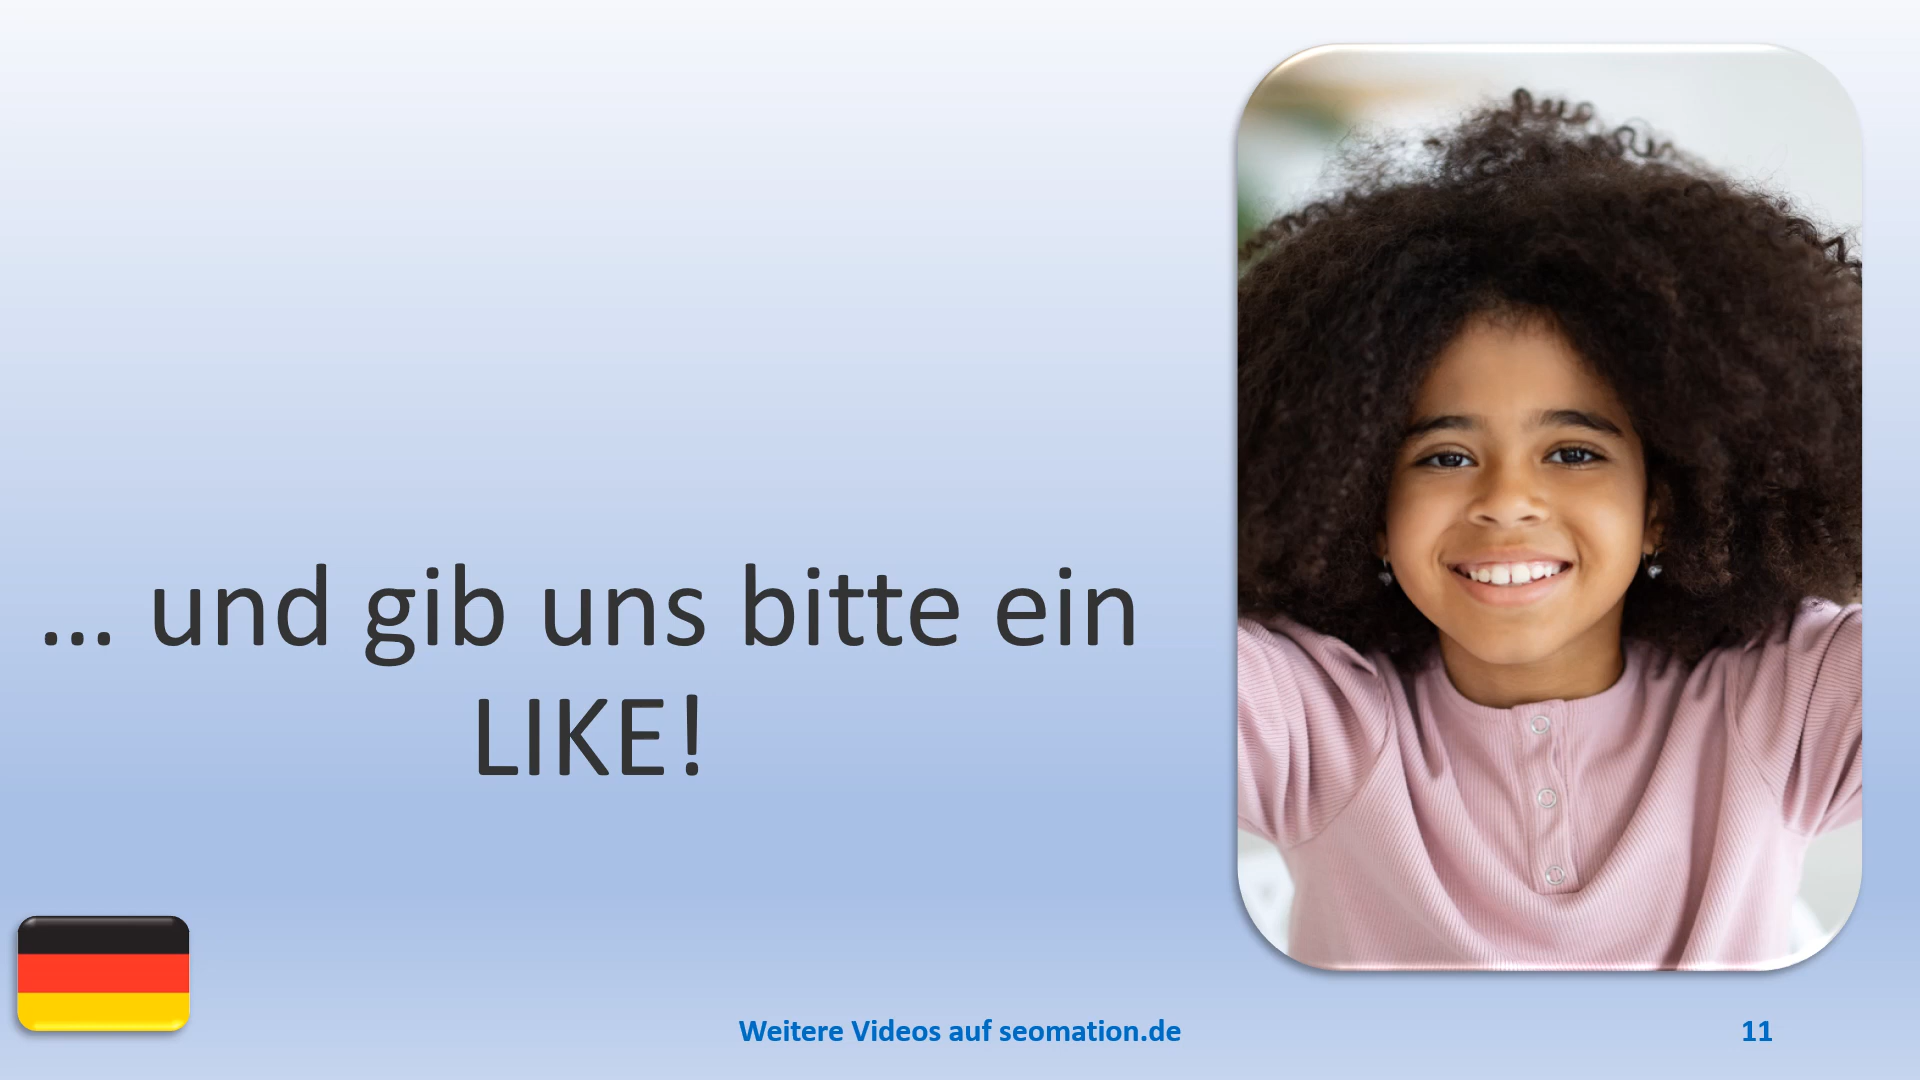 ... und gib uns bitte ein
LIKE!
Weitere Videos auf seomation.de
11